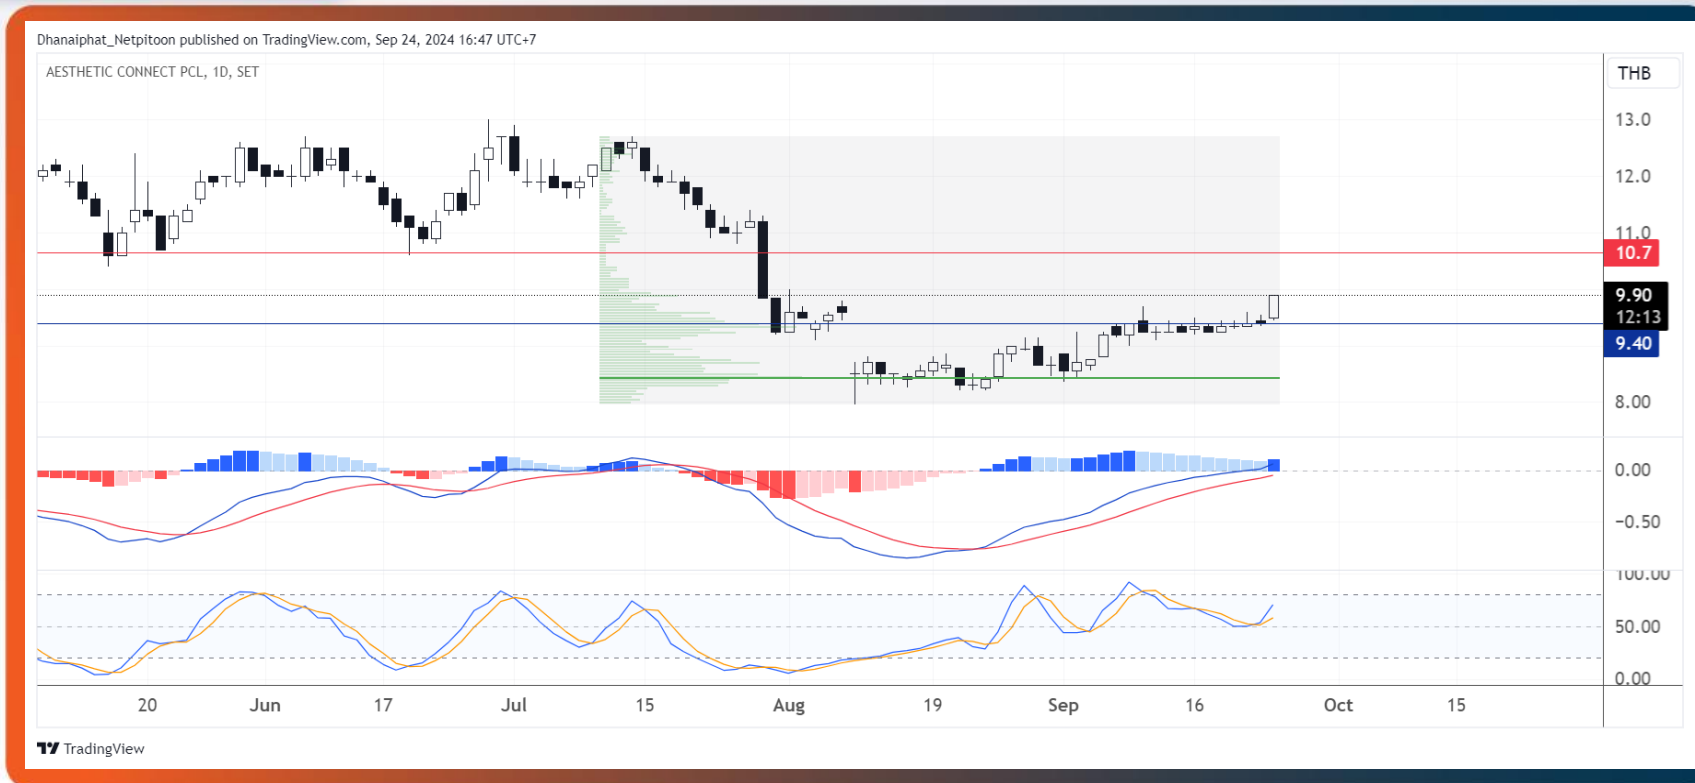 Dhanaiphat_Netpitoon published on TradingView.com, Sep 24, 2024 16:47 UTC+7
AESTHETIC CONNECT PCL, 1D, SET
THB
13.0
12.0
11.0
10.7
9.90
12:13
9.40
8.00
0.00
−0.50
100.00
50.00
0.00
20 Jun 17 Jul 15 Aug 19 Sep 16 Oct 15
TradingView